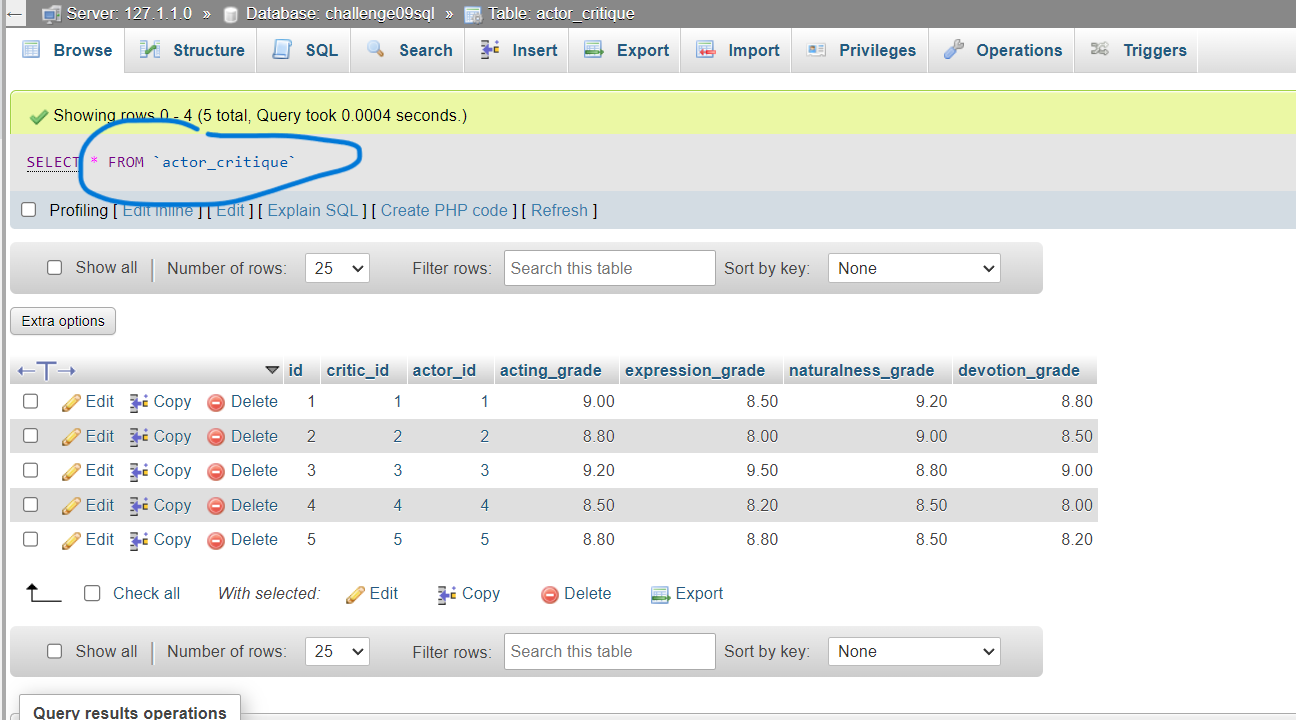 Server: 127.1.1.0 » Database: challenge09sql » Table: actor_critique
Browse Structure SQL Search Insert Export Import Privileges Operations Triggers
Showing rows 0 - 4 (5 total, Query took 0.0004 seconds.)
SELECT * FROM `actor_critique`
Profiling [ Edit inline ] [ Edit ] [ Explain SQL ] [ Create PHP code ] [ Refresh ]
Show all | Number of rows: 25 Filter rows: Search this table Sort by key: None
Extra options
←T→ id critic_id actor_id acting_grade expression_grade naturalness_grade devotion_grade
Edit Copy Delete 1 1 1 9.00 8.50 9.20 8.80
Edit Copy Delete 2 2 2 8.80 8.00 9.00 8.50
Edit Copy Delete 3 3 3 9.20 9.50 8.80 9.00
Edit Copy Delete 4 4 4 8.50 8.20 8.50 8.00
Edit Copy Delete 5 5 5 8.80 8.80 8.50 8.20
Check all With selected: Edit Copy Delete Export
Show all | Number of rows: 25 Filter rows: Search this table Sort by key: None
Query results operations